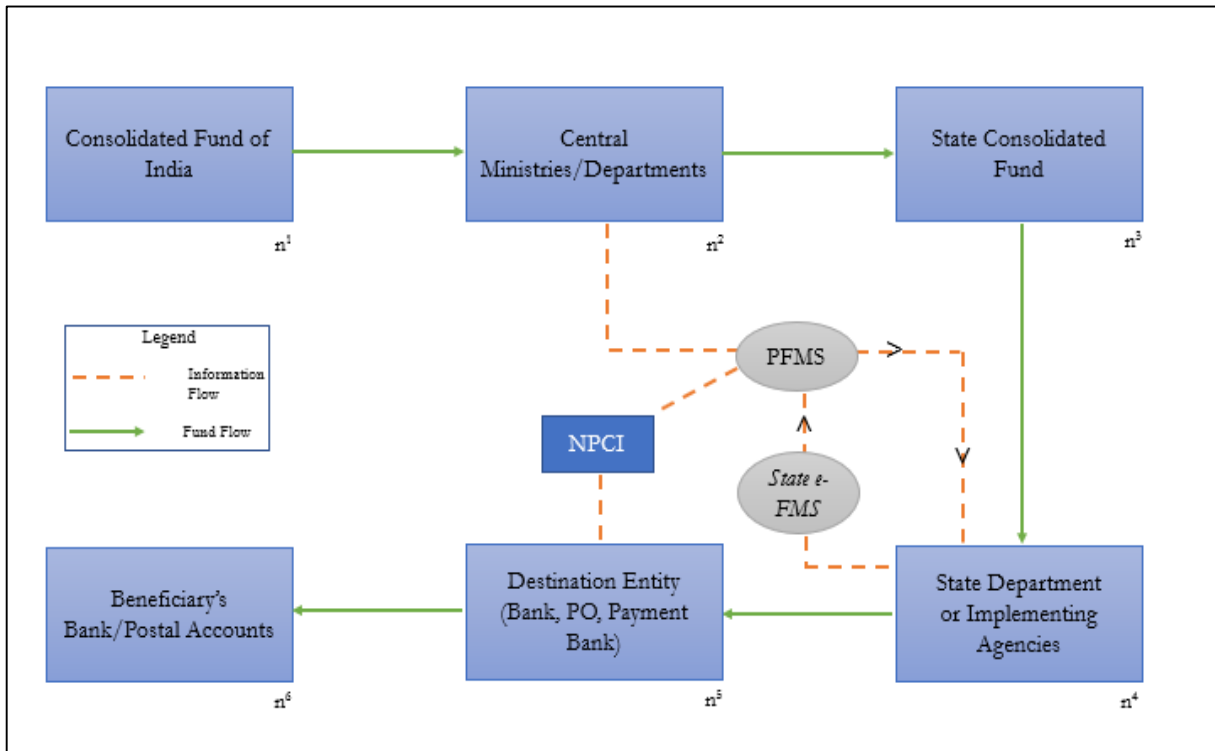 Consolidated Fund of
India
n¹
Central
Ministries/Departments
n²
State Consolidated
Fund
n³
Legend
Information
Flow
Fund Flow
PFMS
NPCI
State e-
FMS
Beneficiary's
Bank/Postal Accounts
n⁶
Destination Entity
(Bank, PO, Payment
Bank)
n⁵
State Department
or Implementing
Agencies
n⁴